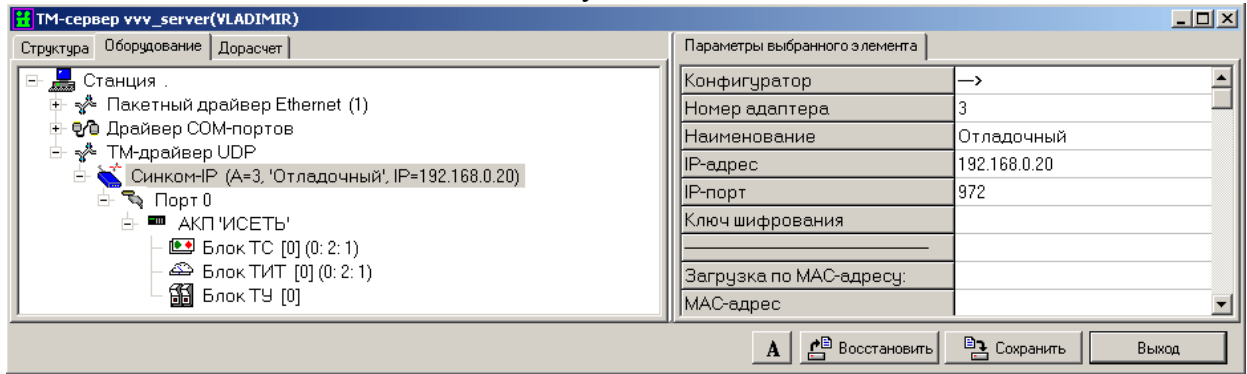 ТМ-сервер vvv_server(VLADIMIR)
Структура Оборудование Дорасчет
Станция .
Пакетный драйвер Ethernet (1)
Драйвер COM-портов
ТМ-драйвер UDP
Синком-IP (A=3, 'Отладочный', IP=192.168.0.20)
Порт 0
АКП 'ИСЕТЬ'
Блок ТС [0] (0: 2: 1)
Блок ТИТ [0] (0: 2: 1)
Блок ТУ [0]
Параметры выбранного элемента
Конфигуратор —>
Номер адаптера 3
Наименование Отладочный
IP-адрес 192.168.0.20
IP-порт 972
Ключ шифрования
Загрузка по MAC-адресу:
MAC-адрес
A Восстановить Сохранить Выход